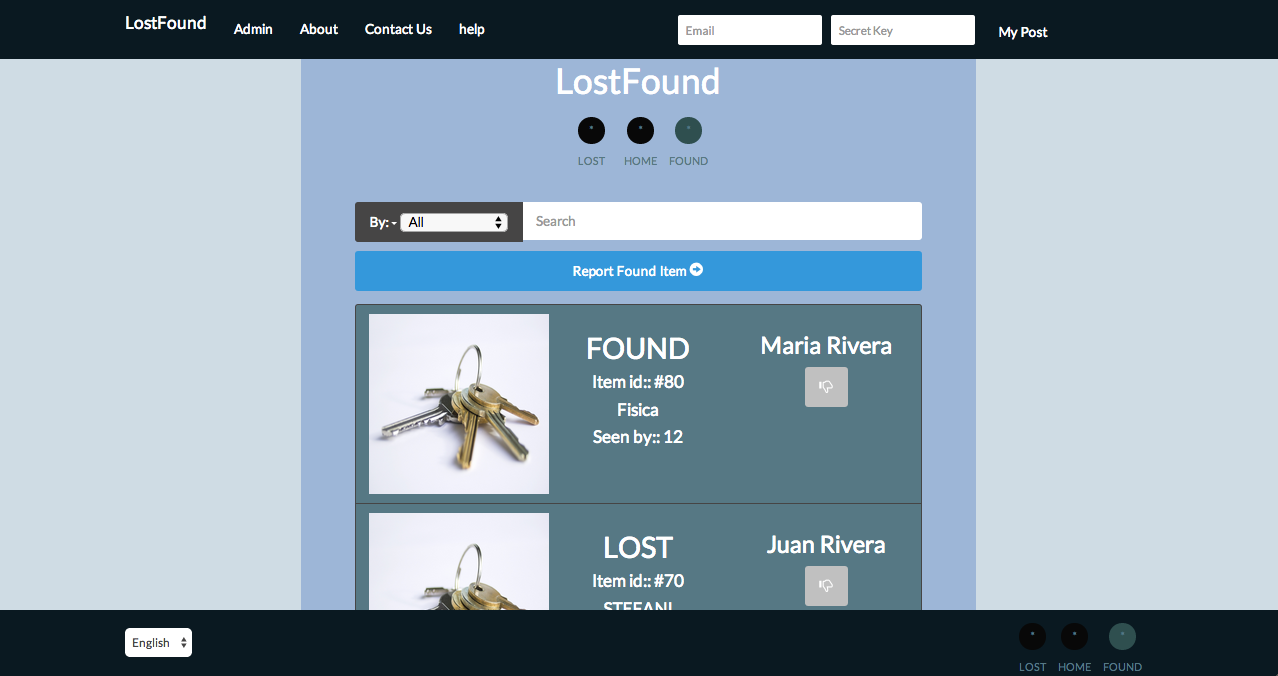 LostFound
Admin
About
Contact Us
help
Email
Secret Key
My Post
LostFound
LOST
HOME
FOUND
By:
All
Search
Report Found Item
FOUND
Item id:: #80
Fisica
Seen by:: 12
Maria Rivera
LOST
Item id:: #70
STEFANI
Juan Rivera
English
LOST
HOME
FOUND